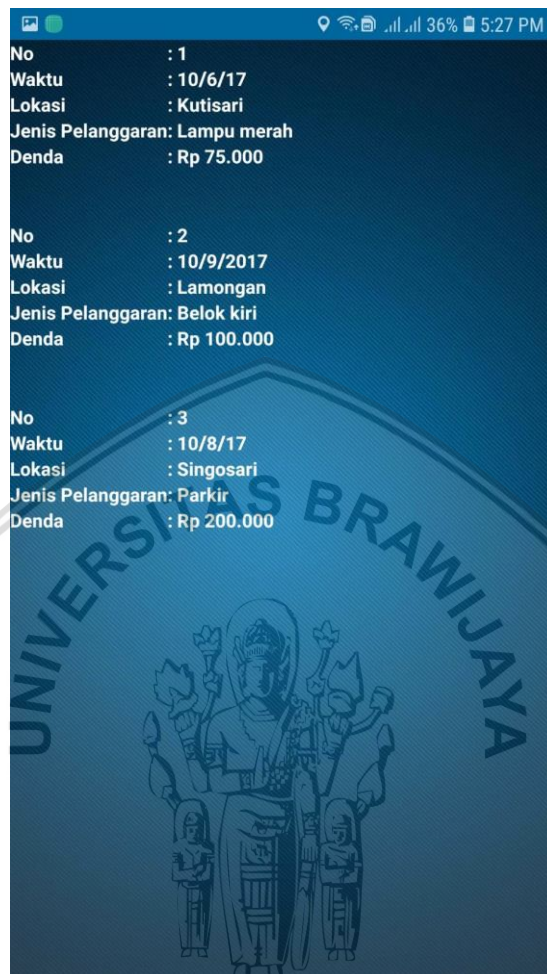 36% 5:27 PM
No : 1
Waktu : 10/6/17
Lokasi : Kutisari
Jenis Pelanggaran: Lampu merah
Denda : Rp 75.000
No : 2
Waktu : 10/9/2017
Lokasi : Lamongan
Jenis Pelanggaran: Belok kiri
Denda : Rp 100.000
No : 3
Waktu : 10/8/17
Lokasi : Singosari
Jenis Pelanggaran: Parkir
Denda : Rp 200.000
UNIVERSITAS BRAWIJAYA